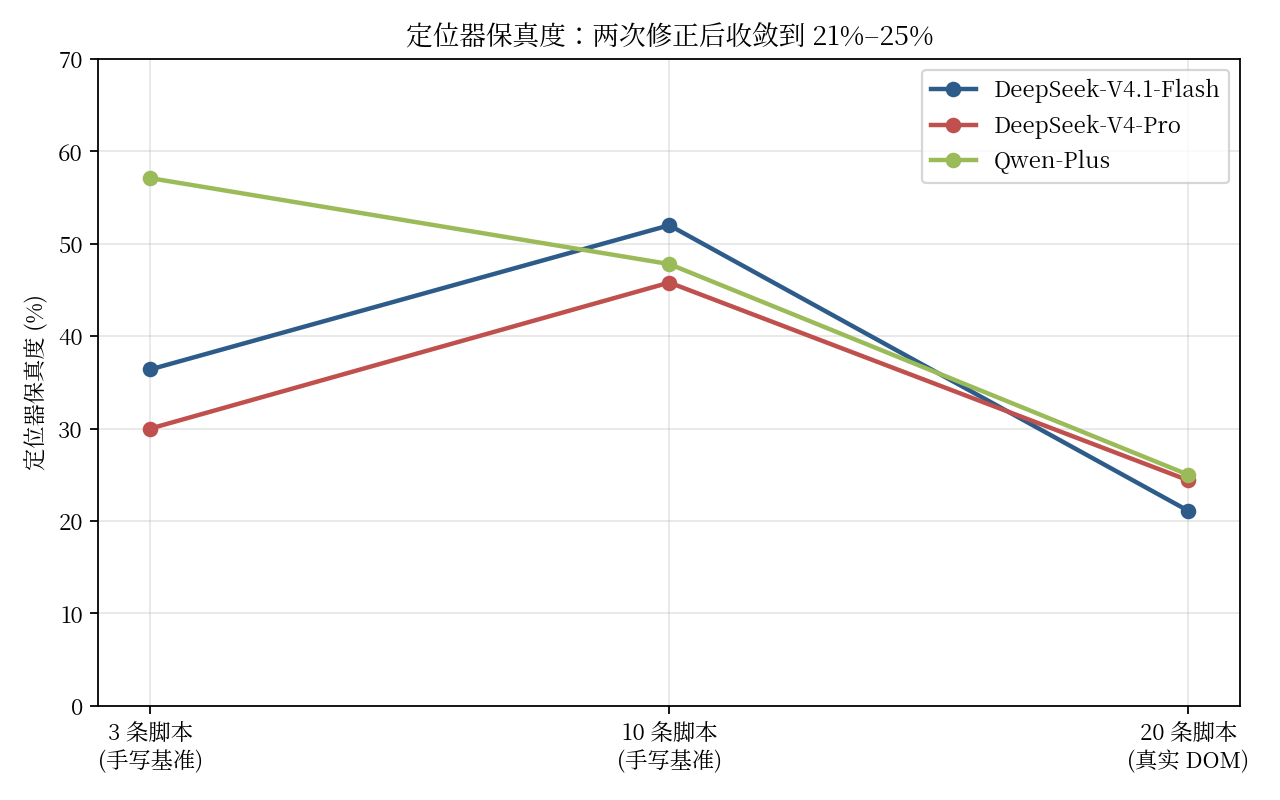 定位器保真度：两次修正后收敛到 21%–25%
DeepSeek-V4.1-Flash
DeepSeek-V4-Pro
Qwen-Plus
定位器保真度 (%)
70
60
50
40
30
20
10
0
3 条脚本
(手写基准)
10 条脚本
(手写基准)
20 条脚本
(真实 DOM)